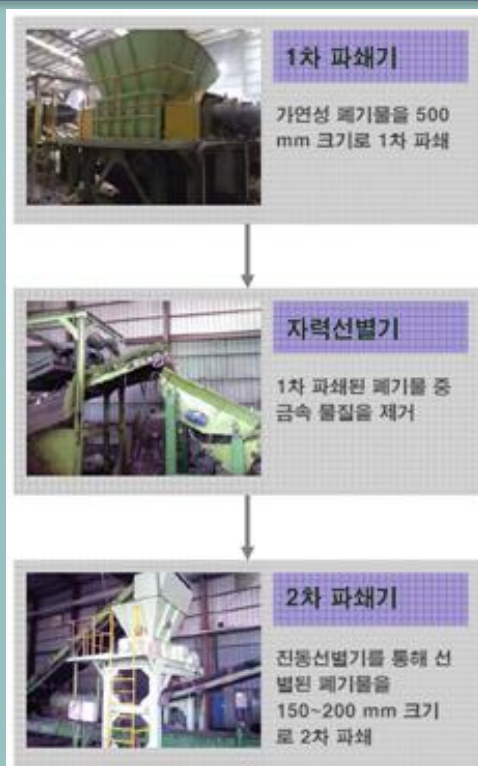 1차 파쇄기
가연성 폐기물을 500
mm 크기로 1차 파쇄
자력선별기
1차 파쇄된 폐기물 중
금속 물질을 제거
2차 파쇄기
진동선별기를 통해 선
별된 폐기물을
150~200 mm 크기
로 2차 파쇄